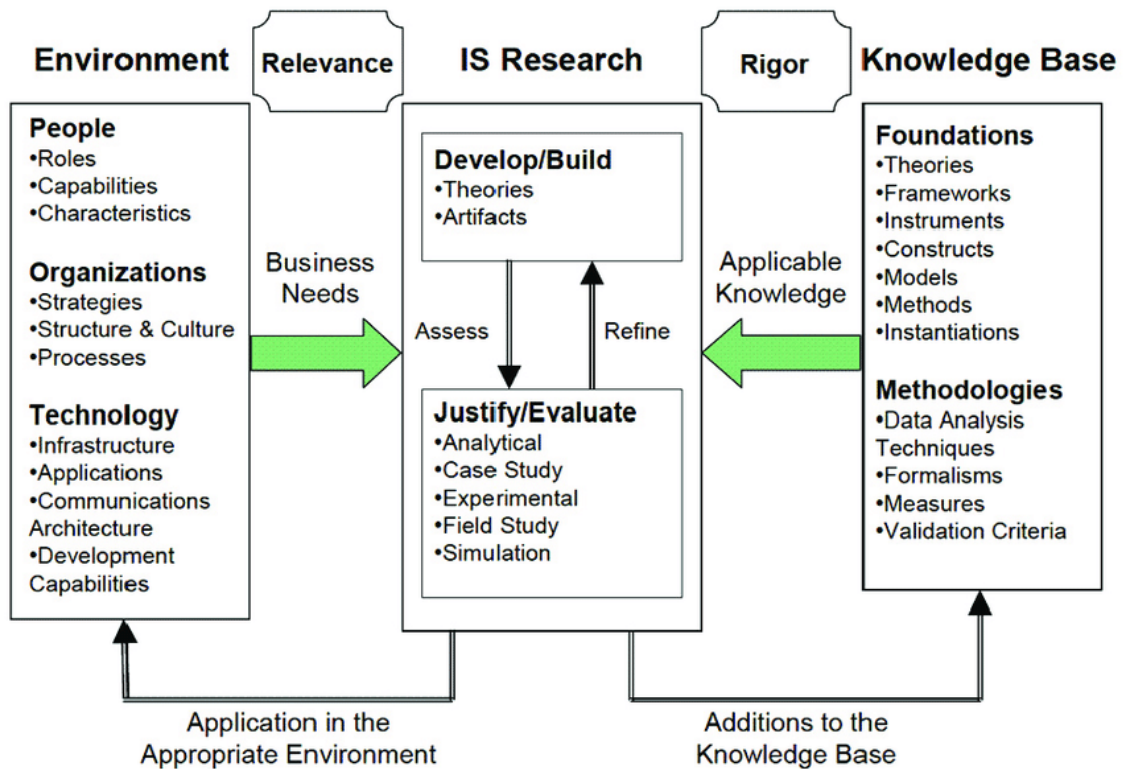 Environment
Relevance
IS Research
Rigor
Knowledge Base
People
•Roles
•Capabilities
•Characteristics
Organizations
•Strategies
•Structure & Culture
•Processes
Technology
•Infrastructure
•Applications
•Communications
Architecture
•Development
Capabilities
Business
Needs
Develop/Build
•Theories
•Artifacts
Assess
Refine
Justify/Evaluate
•Analytical
•Case Study
•Experimental
•Field Study
•Simulation
Applicable
Knowledge
Foundations
•Theories
•Frameworks
•Instruments
•Constructs
•Models
•Methods
•Instantiations
Methodologies
•Data Analysis
Techniques
•Formalisms
•Measures
•Validation Criteria
Application in the
Appropriate Environment
Additions to the
Knowledge Base